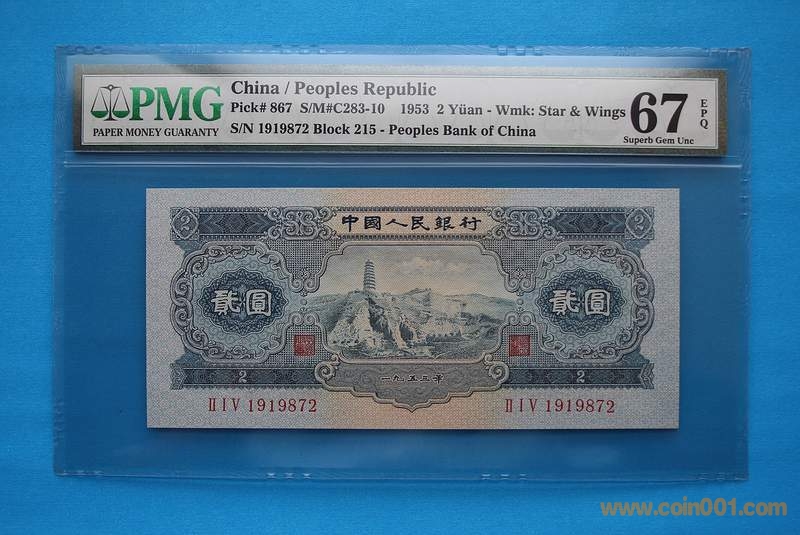 PMG
PAPER MONEY GUARANTY
China / Peoples Republic
Pick# 867 S/M#C283-10 1953 2 Yüan - Wmk: Star & Wings
S/N 1919872 Block 215 - Peoples Bank of China
67
EPQ
Superb Gem Unc
2
2
中國人民銀行
貳圓
貳圓
2
一九五三年
2
II I V 1919872
II I V 1919872
www.coin001.com